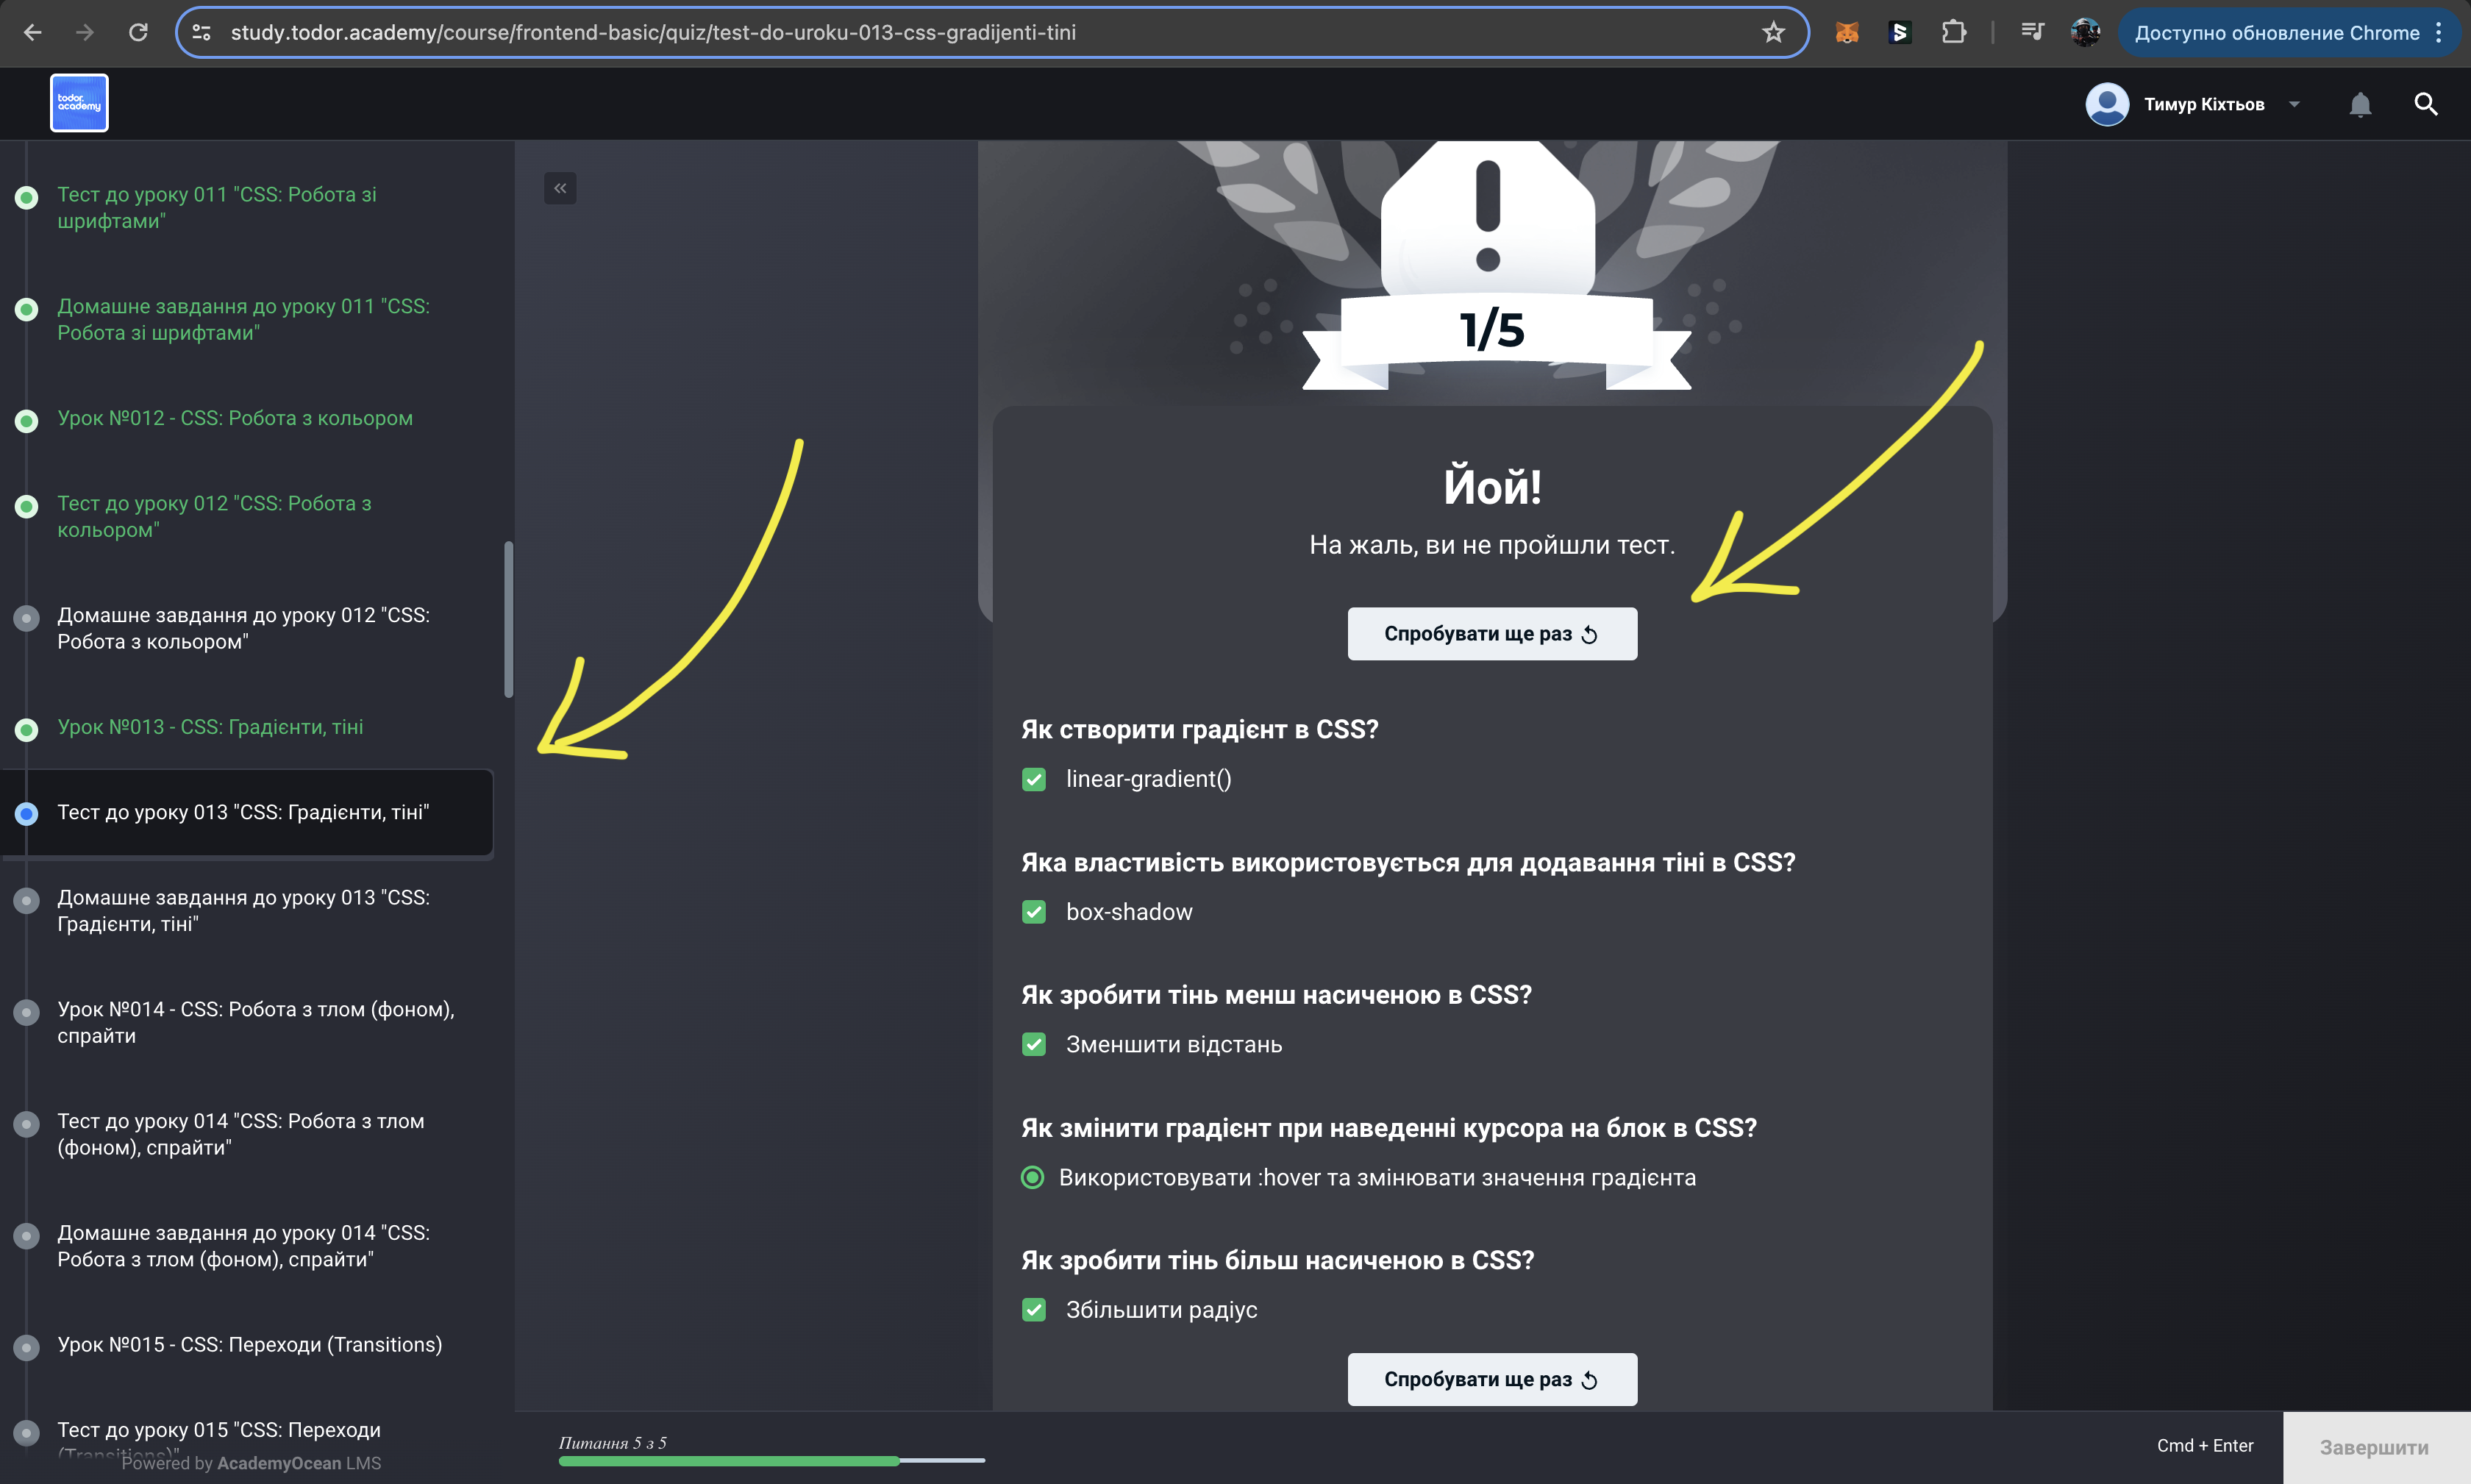 study.todor.academy/course/frontend-basic/quiz/test-do-uroku-013-css-gradijenti-tini
Доступно обновление Chrome
todor.
academy
Тимур Кіхтьов
Тест до уроку 011 "CSS: Робота зі
шрифтами"
Домашне завдання до уроку 011 "CSS:
Робота зі шрифтами"
Урок №012 - CSS: Робота з кольором
Тест до уроку 012 "CSS: Робота з
кольором"
Домашне завдання до уроку 012 "CSS:
Робота з кольором"
Урок №013 - CSS: Градієнти, тіні
Тест до уроку 013 "CSS: Градієнти, тіні"
Домашне завдання до уроку 013 "CSS:
Градієнти, тіні"
Урок №014 - CSS: Робота з тлом (фоном),
спрайти
Тест до уроку 014 "CSS: Робота з тлом
(фоном), спрайти"
Домашне завдання до уроку 014 "CSS:
Робота з тлом (фоном), спрайти"
Урок №015 - CSS: Переходи (Transitions)
Тест до уроку 015 "CSS: Переходи
(Transitions)"
Powered by AcademyOcean LMS
1/5
Йой!
На жаль, ви не пройшли тест.
Спробувати ще раз
Як створити градієнт в CSS?
linear-gradient()
Яка властивість використовується для додавання тіні в CSS?
box-shadow
Як зробити тінь менш насиченою в CSS?
Зменшити відстань
Як змінити градієнт при наведенні курсора на блок в CSS?
Використовувати :hover та змінювати значення градієнта
Як зробити тінь більш насиченою в CSS?
Збільшити радіус
Спробувати ще раз
Питання 5 з 5
Cmd + Enter
Завершити